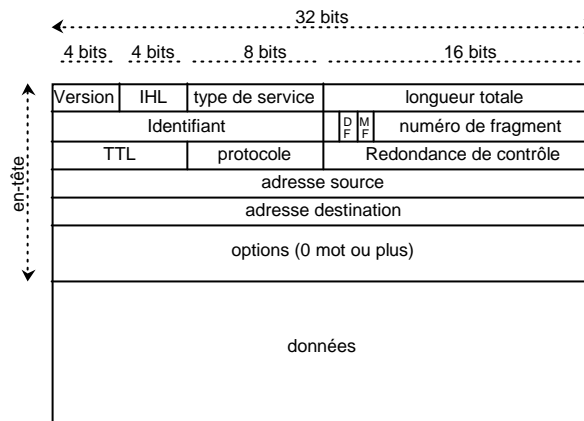 32 bits
4 bits 4 bits 8 bits 16 bits
Version IHL type de service longueur totale
Identifiant DF MF numéro de fragment
TTL protocole Redondance de contrôle
adresse source
adresse destination
options (0 mot ou plus)
en-tête
données